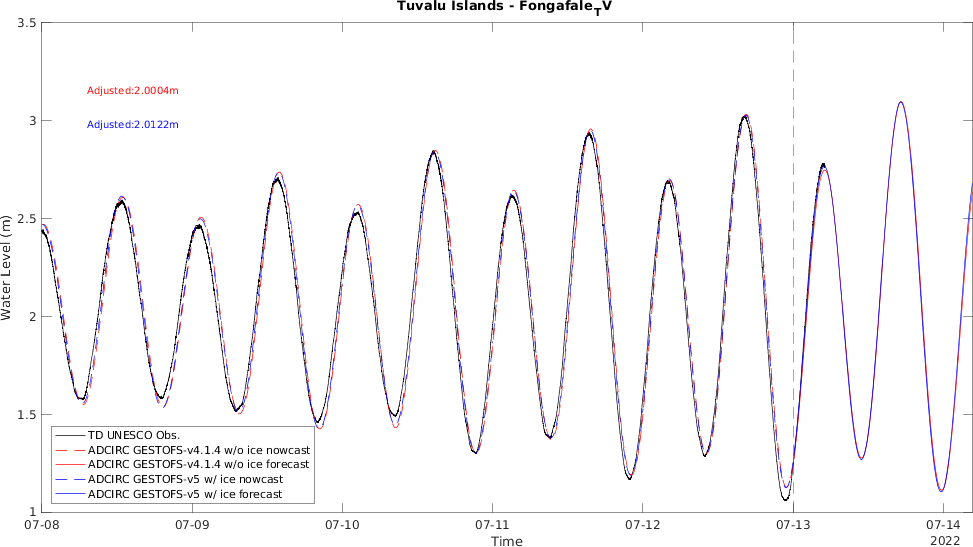 Tuvalu Islands - Fongafale_TV
3.5
Adjusted:2.0004m
3
Adjusted:2.0122m
2.5
Water Level (m)
2
1.5
TD UNESCO Obs.
ADCIRC GESTOFS-v4.1.4 w/o ice nowcast
ADCIRC GESTOFS-v4.1.4 w/o ice forecast
ADCIRC GESTOFS-v5 w/ ice nowcast
ADCIRC GESTOFS-v5 w/ ice forecast
1
07-08 07-09 07-10 07-11 07-12 07-13 07-14
Time 2022